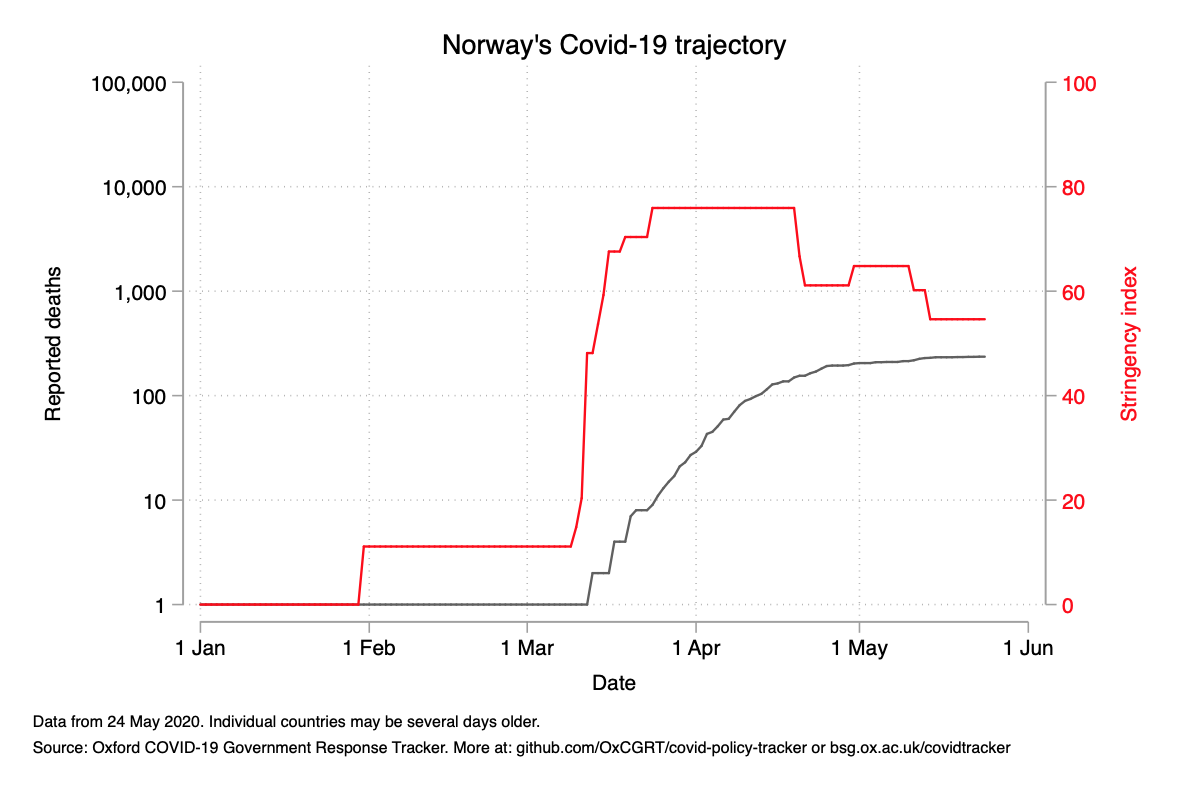 Norway's Covid-19 trajectory
100,000
10,000
1,000
100
10
1
Reported deaths
100
80
60
40
20
0
Stringency index
1 Jan
1 Feb
1 Mar
1 Apr
1 May
1 Jun
Date
Data from 24 May 2020. Individual countries may be several days older.
Source: Oxford COVID-19 Government Response Tracker. More at: github.com/OxCGRT/covid-policy-tracker or bsg.ox.ac.uk/covidtracker